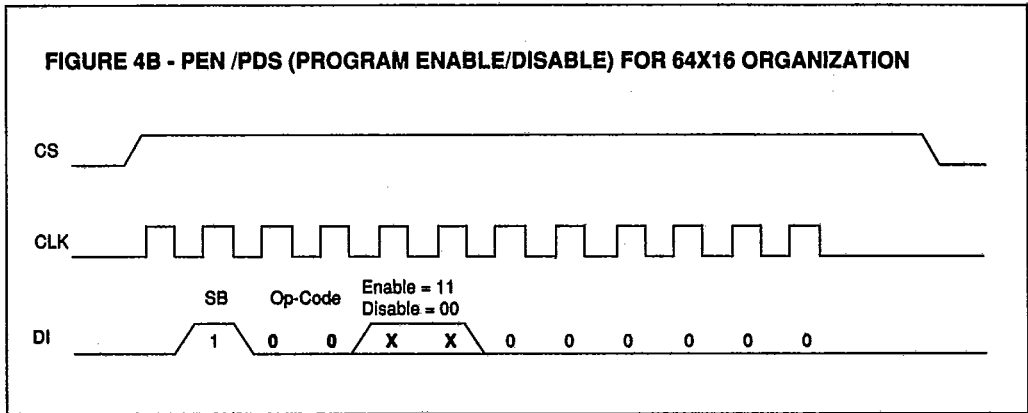 FIGURE 4B - PEN /PDS (PROGRAM ENABLE/DISABLE) FOR 64X16 ORGANIZATION
CS
CLK
SB Op-Code Enable = 11
Disable = 00
DI 1 0 0 X X 0 0 0 0 0 0